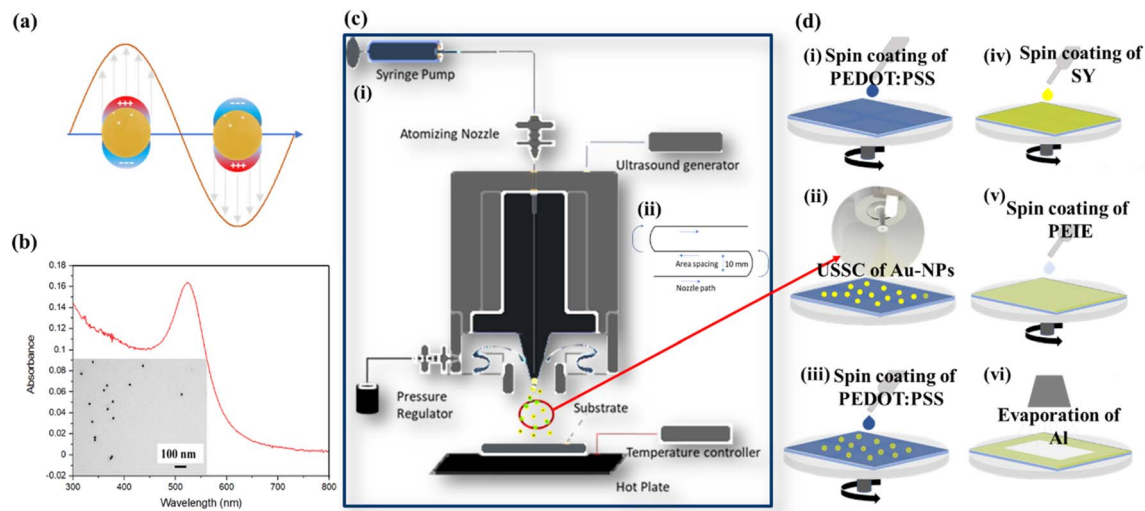 (a)
+++
---
---
+++
(b)
0.18
0.16
0.14
0.12
0.1
0.08
0.06
0.04
0.02
0
-0.02
Absorbance
100 nm
300
400
500
600
700
800
Wavelength (nm)
(c)
Syringe Pump
(i)
Atomizing Nozzle
Ultrasound generator
(ii)
Area spacing
10 mm
Nozzle path
Pressure
Regulator
Substrate
Temperature controller
Hot Plate
(d)
(i)
Spin coating of
PEDOT:PSS
(ii)
USSC of Au-NPs
(iii)
Spin coating of
PEDOT:PSS
(iv)
Spin coating of
SY
(v)
Spin coating of
PEIE
(vi)
Evaporation of
Al